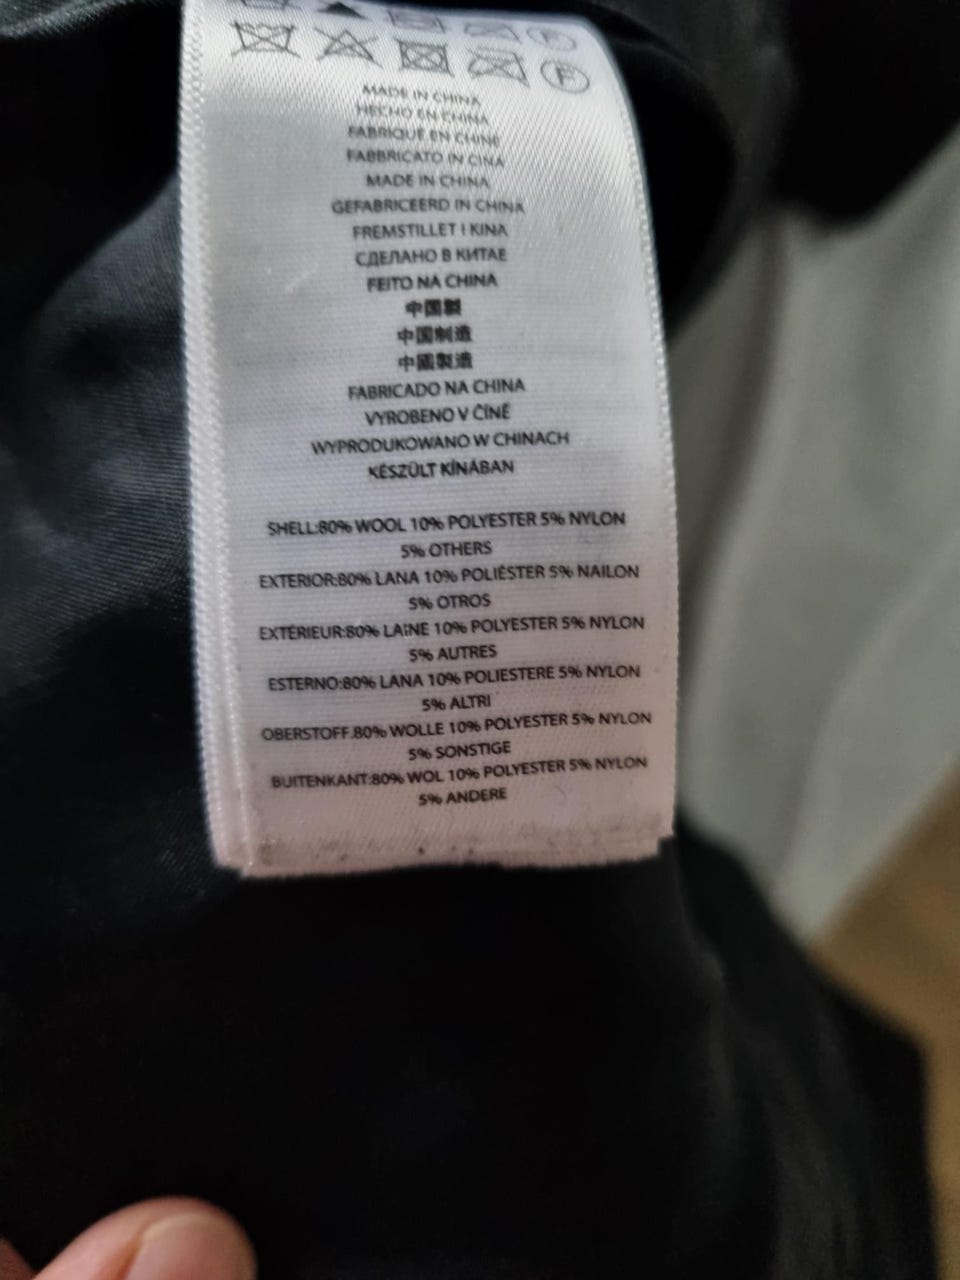 F
F
MADE IN CHINA
HECHO EN CHINA
FABRIQUÉ EN CHINE
FABBRICATO IN CINA
MADE IN CHINA
GEFABRICEERD IN CHINA
FREMSTILLET I KINA
СДЕЛАНО В КИТАЕ
FEITO NA CHINA
中国製
中国制造
中國製造
FABRICADO NA CHINA
VYROBENO V ČÍNĚ
WYPRODUKOWANO W CHINACH
KÉSZÜLT KÍNÁBAN
SHELL:80% WOOL 10% POLYESTER 5% NYLON
5% OTHERS
EXTERIOR:80% LANA 10% POLIÉSTER 5% NAILON
5% OTROS
EXTÉRIEUR:80% LAINE 10% POLYESTER 5% NYLON
5% AUTRES
ESTERNO:80% LANA 10% POLIESTERE 5% NYLON
5% ALTRI
OBERSTOFF:80% WOLLE 10% POLYESTER 5% NYLON
5% SONSTIGE
BUITENKANT:80% WOL 10% POLYESTER 5% NYLON
5% ANDERE